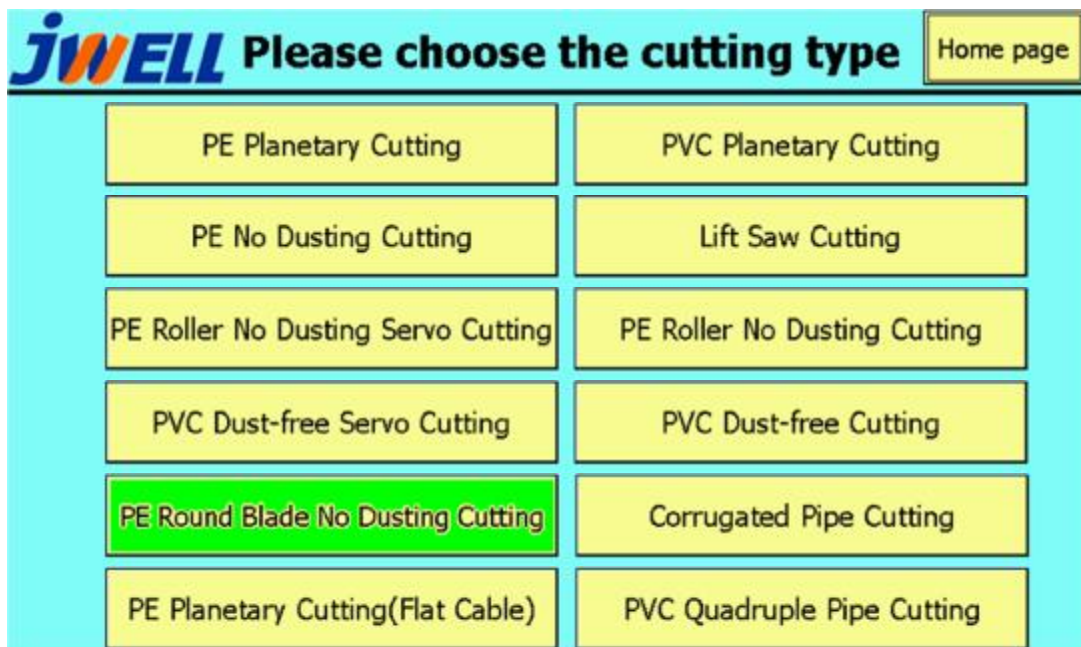 JWELL Please choose the cutting type Home page
PE Planetary Cutting PVC Planetary Cutting
PE No Dusting Cutting Lift Saw Cutting
PE Roller No Dusting Servo Cutting PE Roller No Dusting Cutting
PVC Dust-free Servo Cutting PVC Dust-free Cutting
PE Round Blade No Dusting Cutting Corrugated Pipe Cutting
PE Planetary Cutting(Flat Cable) PVC Quadruple Pipe Cutting